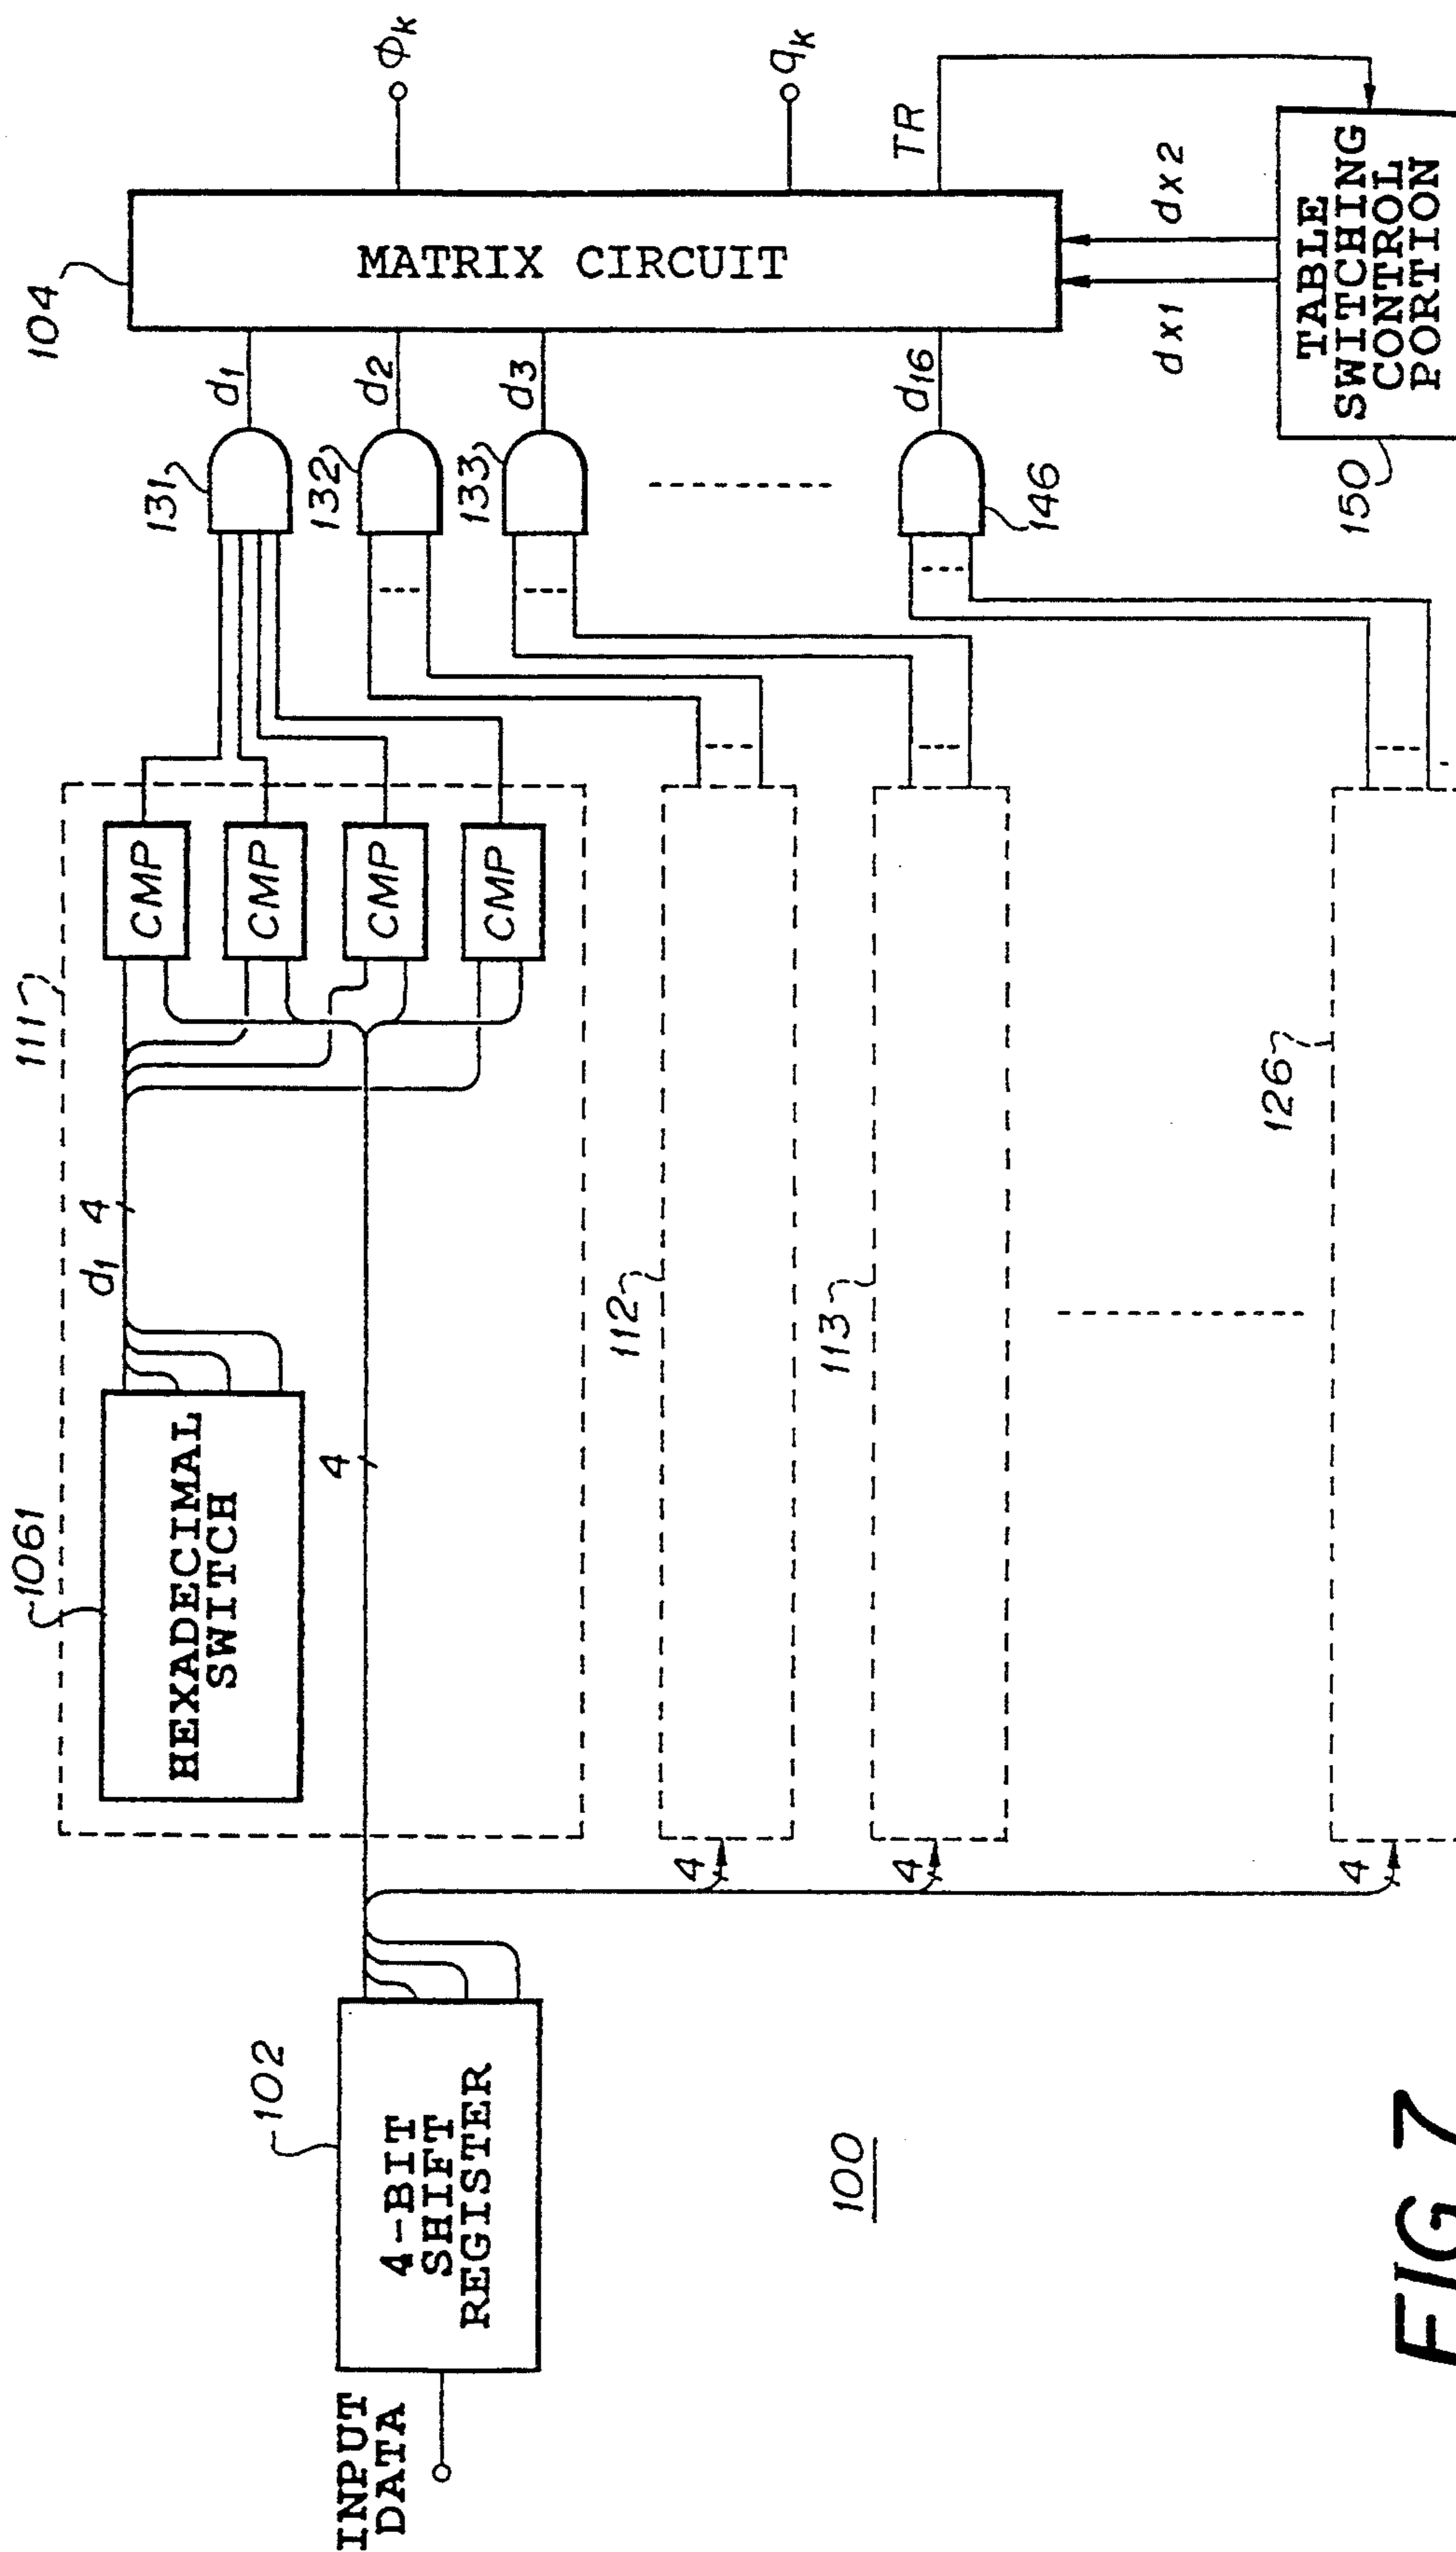 INPUT
DATA
102
4-BIT
SHIFT
REGISTER
100
1061
HEXADECIMAL
SWITCH
111
d1
4
4
CMP
CMP
CMP
CMP
112
4
113
4
126
4
131
132
133
146
d1
d2
d3
d16
104
MATRIX CIRCUIT
ϕk
qk
TR
dx1
dx2
150
TABLE
SWITCHING
CONTROL
PORTION
FIG 7